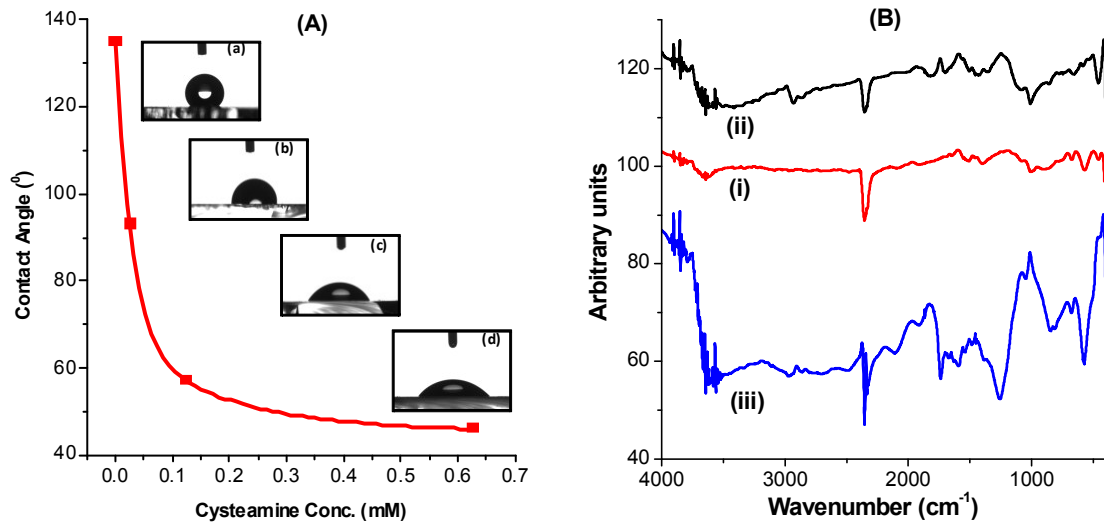 (A)
140
120
100
80
60
40
Contact Angle (⁰)
0.0 0.1 0.2 0.3 0.4 0.5 0.6 0.7
Cysteamine Conc. (mM)
(a)
(b)
(c)
(d)
(B)
120
100
80
60
40
Arbitrary units
(ii)
(i)
(iii)
4000 3000 2000 1000
Wavenumber (cm⁻¹)